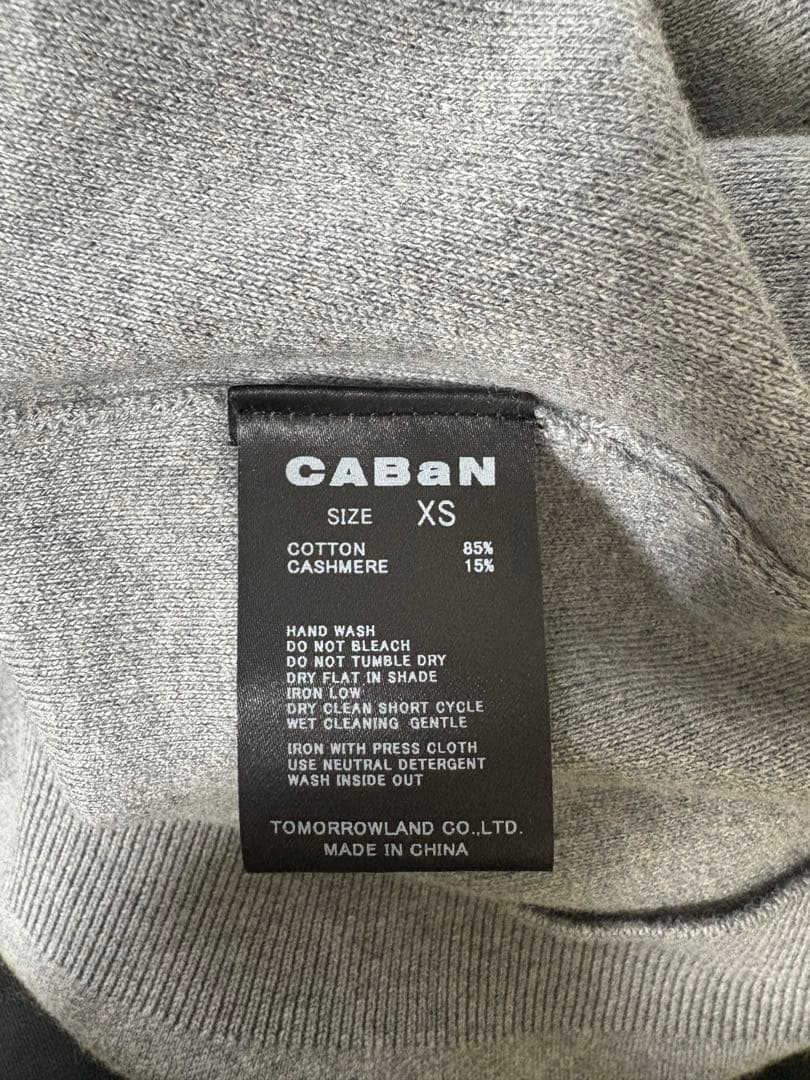 CABaN
SIZE XS
COTTON 85%
CASHMERE 15%
HAND WASH
DO NOT BLEACH
DO NOT TUMBLE DRY
DRY FLAT IN SHADE
IRON LOW
DRY CLEAN SHORT CYCLE
WET CLEANING GENTLE
IRON WITH PRESS CLOTH
USE NEUTRAL DETERGENT
WASH INSIDE OUT
TOMORROWLAND CO.,LTD.
MADE IN CHINA